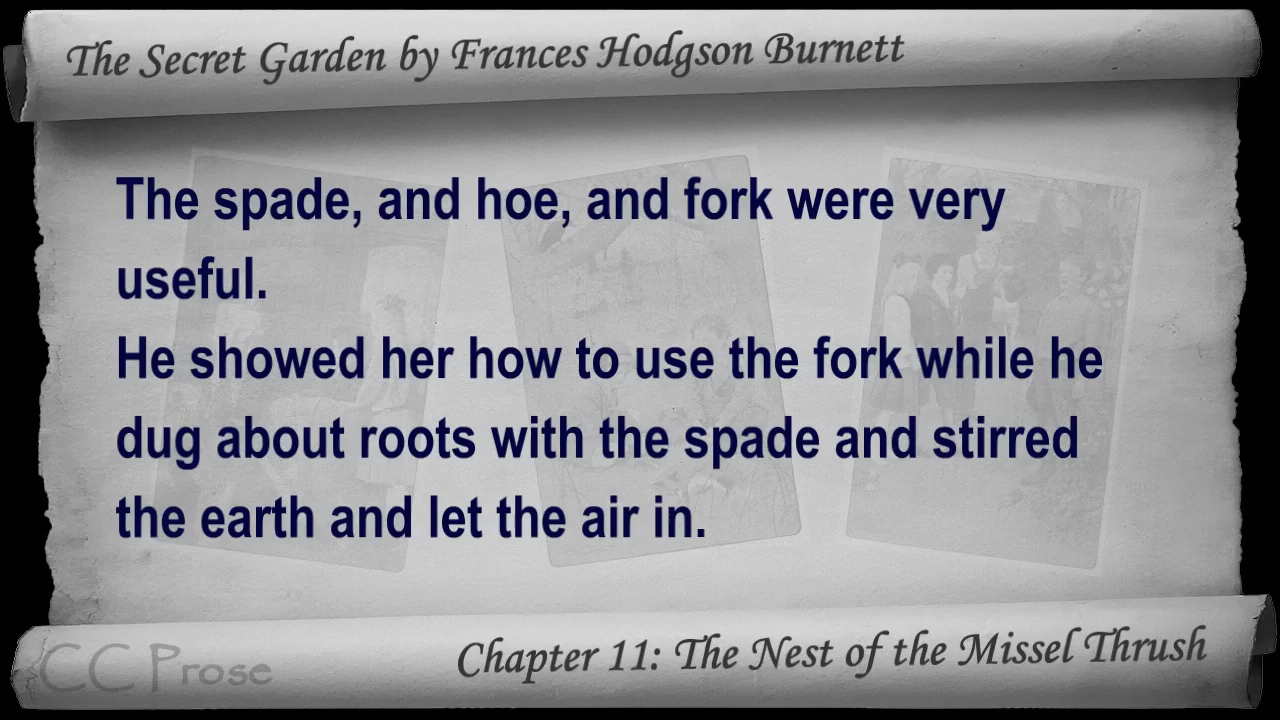 The Secret Garden by Frances Hodgson Burnett
The spade, and hoe, and fork were very
useful.
He showed her how to use the fork while he
dug about roots with the spade and stirred
the earth and let the air in.
Chapter 11: The Nest of the Missel Thrush
CC Prose